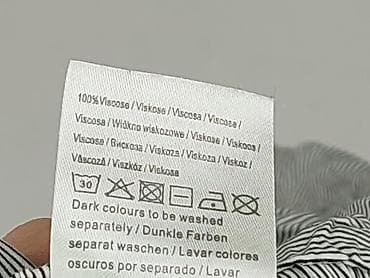 100% Viscose / Viskose / Viscosa / Viscose /
Viscosa / Włókno wiskozowe / Viskose / Viskoos /
Viscose / Вискоза / Viskoza / Viskoza / Viskoz /
Vâscoză / Viszkóz / Viskosa
30
Dark colours to be washed
separately / Dunkle Farben
separat waschen / Lavar colores
oscuros por separado / Lavar